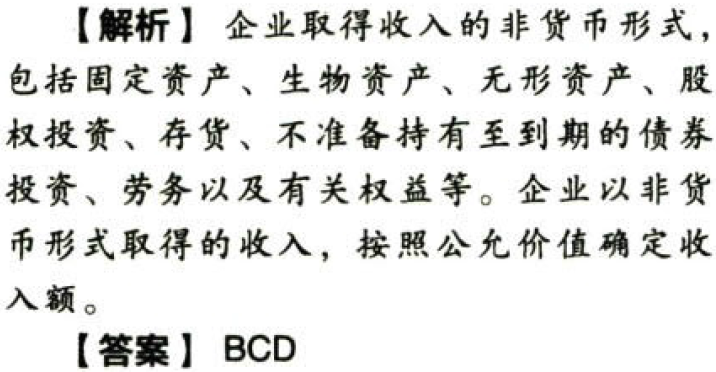 【解析】 企业取得收入的非货币形式，
包括固定资产、生物资产、无形资产、股
权投资、存货、不准备持有至到期的债券
投资、劳务以及有关权益等。企业以非货
币形式取得的收入，按照公允价值确定收
入额。
【答案】 BCD